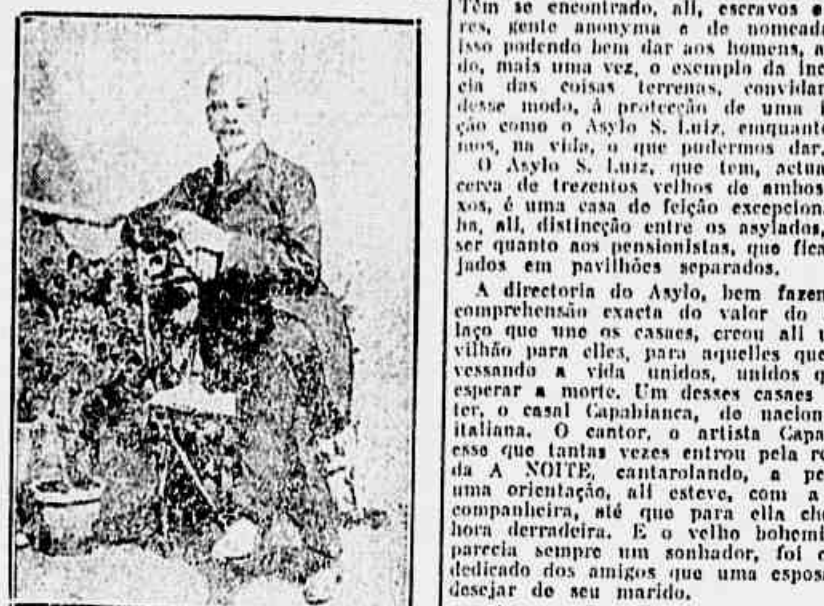 Têm se encontrado, ali, escravos e
res, gente anonyma e de nomeada
isso podendo bem dar aos homens, a
do, mais uma vez, o exemplo da inc
cia das coisas terrenas, convidar
desse modo, á protecção de uma
ção como o Asylo S. Luiz, emquanto
mos, na vida, o que pudermos dar.
O Asylo S. Luiz, que tem, actua
cerca de trezentos velhos de ambos
xos, é uma casa de feição excepcion
ha, ali, distincção entre os asylados,
ser quanto aos pensionistas, que fica
jados em pavilhões separados.
A directoria do Asylo, bem fazen
comprehensão exacta do valor do
laço que une os casaes, creou ali u
vilhão para elles, para aquelles que
vessando a vida unidos, unidos q
esperar a morte. Um desses casaes
ter, o casal Capabianca, de nacion
italiana. O cantor, o artista Capa
esse que tantas vezes entrou pela re
da A NOITE, cantarolando, a pe
uma orientação, ali esteve, com a
companheira, até que para ella che
hora derradeira. E o velho bohemi
parecia sempre um sonhador, foi o
dedicado dos amigos que uma esposa
desejar de seu marido.